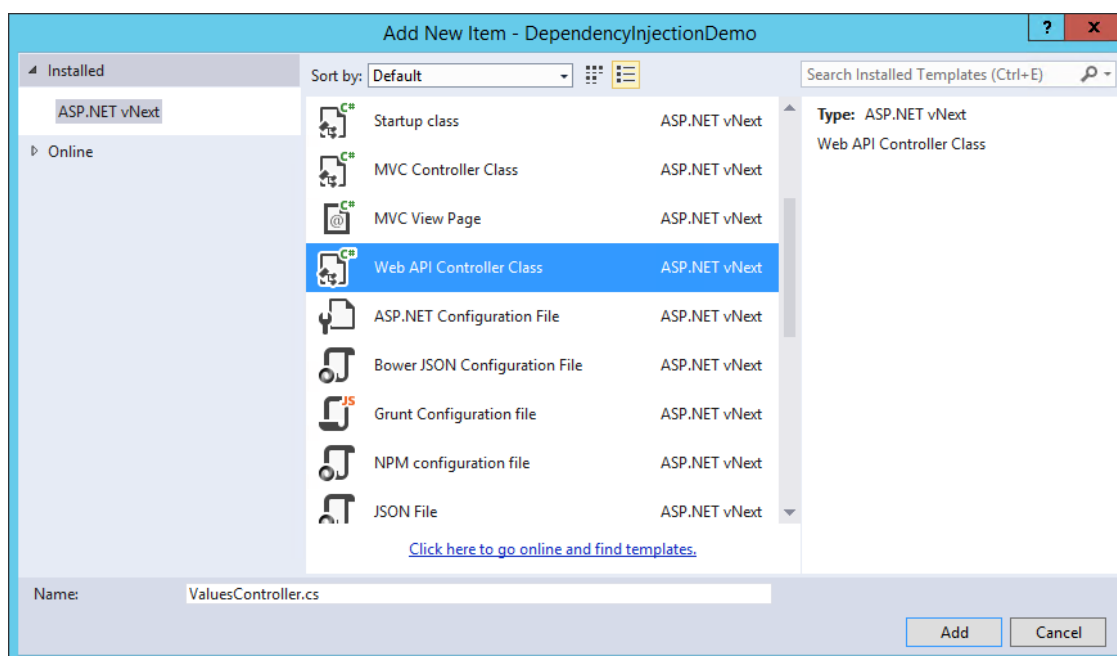 Add New Item - DependencyInjectionDemo
? x
Installed
ASP.NET vNext
Online
Sort by: Default
Search Installed Templates (Ctrl+E)
C# Startup class ASP.NET vNext
C# MVC Controller Class ASP.NET vNext
C# @ MVC View Page ASP.NET vNext
C# Web API Controller Class ASP.NET vNext
ASP.NET Configuration File ASP.NET vNext
Bower JSON Configuration File ASP.NET vNext
JS Grunt Configuration file ASP.NET vNext
NPM configuration file ASP.NET vNext
JSON File ASP.NET vNext
Click here to go online and find templates.
Type: ASP.NET vNext
Web API Controller Class
Name: ValuesController.cs
Add Cancel